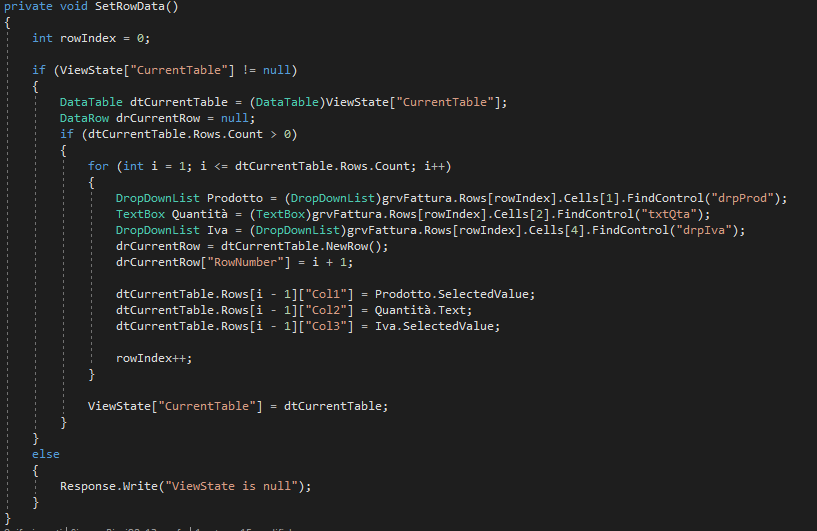 private void SetRowData()
{
int rowIndex = 0;
if (ViewState["CurrentTable"] != null)
{
DataTable dtCurrentTable = (DataTable)ViewState["CurrentTable"];
DataRow drCurrentRow = null;
if (dtCurrentTable.Rows.Count > 0)
{
for (int i = 1; i <= dtCurrentTable.Rows.Count; i++)
{
DropDownList Prodotto = (DropDownList)grvFattura.Rows[rowIndex].Cells[1].FindControl("drpProd");
TextBox Quantità = (TextBox)grvFattura.Rows[rowIndex].Cells[2].FindControl("txtQta");
DropDownList Iva = (DropDownList)grvFattura.Rows[rowIndex].Cells[4].FindControl("drpIva");
drCurrentRow = dtCurrentTable.NewRow();
drCurrentRow["RowNumber"] = i + 1;
dtCurrentTable.Rows[i - 1]["Col1"] = Prodotto.SelectedValue;
dtCurrentTable.Rows[i - 1]["Col2"] = Quantità.Text;
dtCurrentTable.Rows[i - 1]["Col3"] = Iva.SelectedValue;
rowIndex++;
}
ViewState["CurrentTable"] = dtCurrentTable;
}
}
else
{
Response.Write("ViewState is null");
}
}